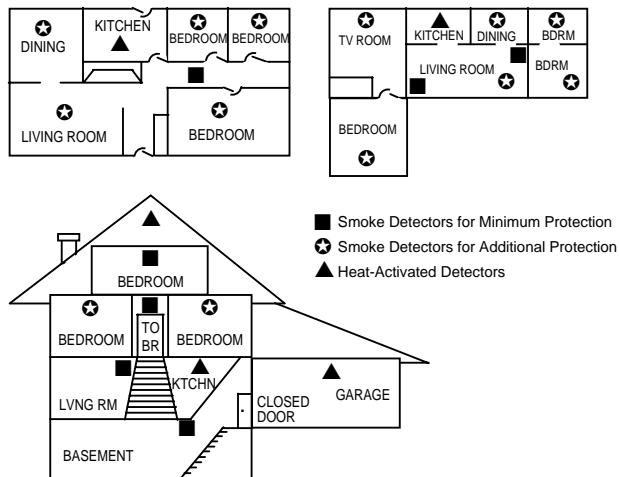 DINING
KITCHEN
BEDROOM
BEDROOM
LIVING ROOM
BEDROOM
TV ROOM
KITCHEN
DINING
BDRM
LIVING ROOM
BDRM
BEDROOM
Smoke Detectors for Minimum Protection
Smoke Detectors for Additional Protection
Heat-Activated Detectors
BEDROOM
BEDROOM
TO
BR
BEDROOM
LVNG RM
KTCHN
CLOSED
DOOR
GARAGE
BASEMENT